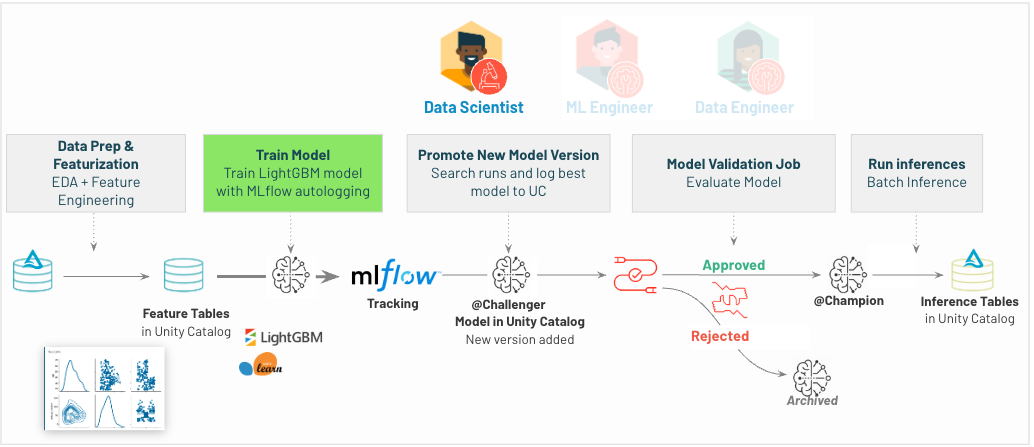 Data Scientist
ML Engineer
Data Engineer
Data Prep &
Featurization
EDA + Feature
Engineering
Train Model
Train LightGBM model
with MLflow autologging
Promote New Model Version
Search runs and log best
model to UC
Model Validation Job
Evaluate Model
Run inferences
Batch Inference
Feature Tables
in Unity Catalog
LightGBM
learn
mlflow
Tracking
@Challenger
Model in Unity Catalog
New version added
Approved
Rejected
@Champion
Archived
Inference Tables
in Unity Catalog